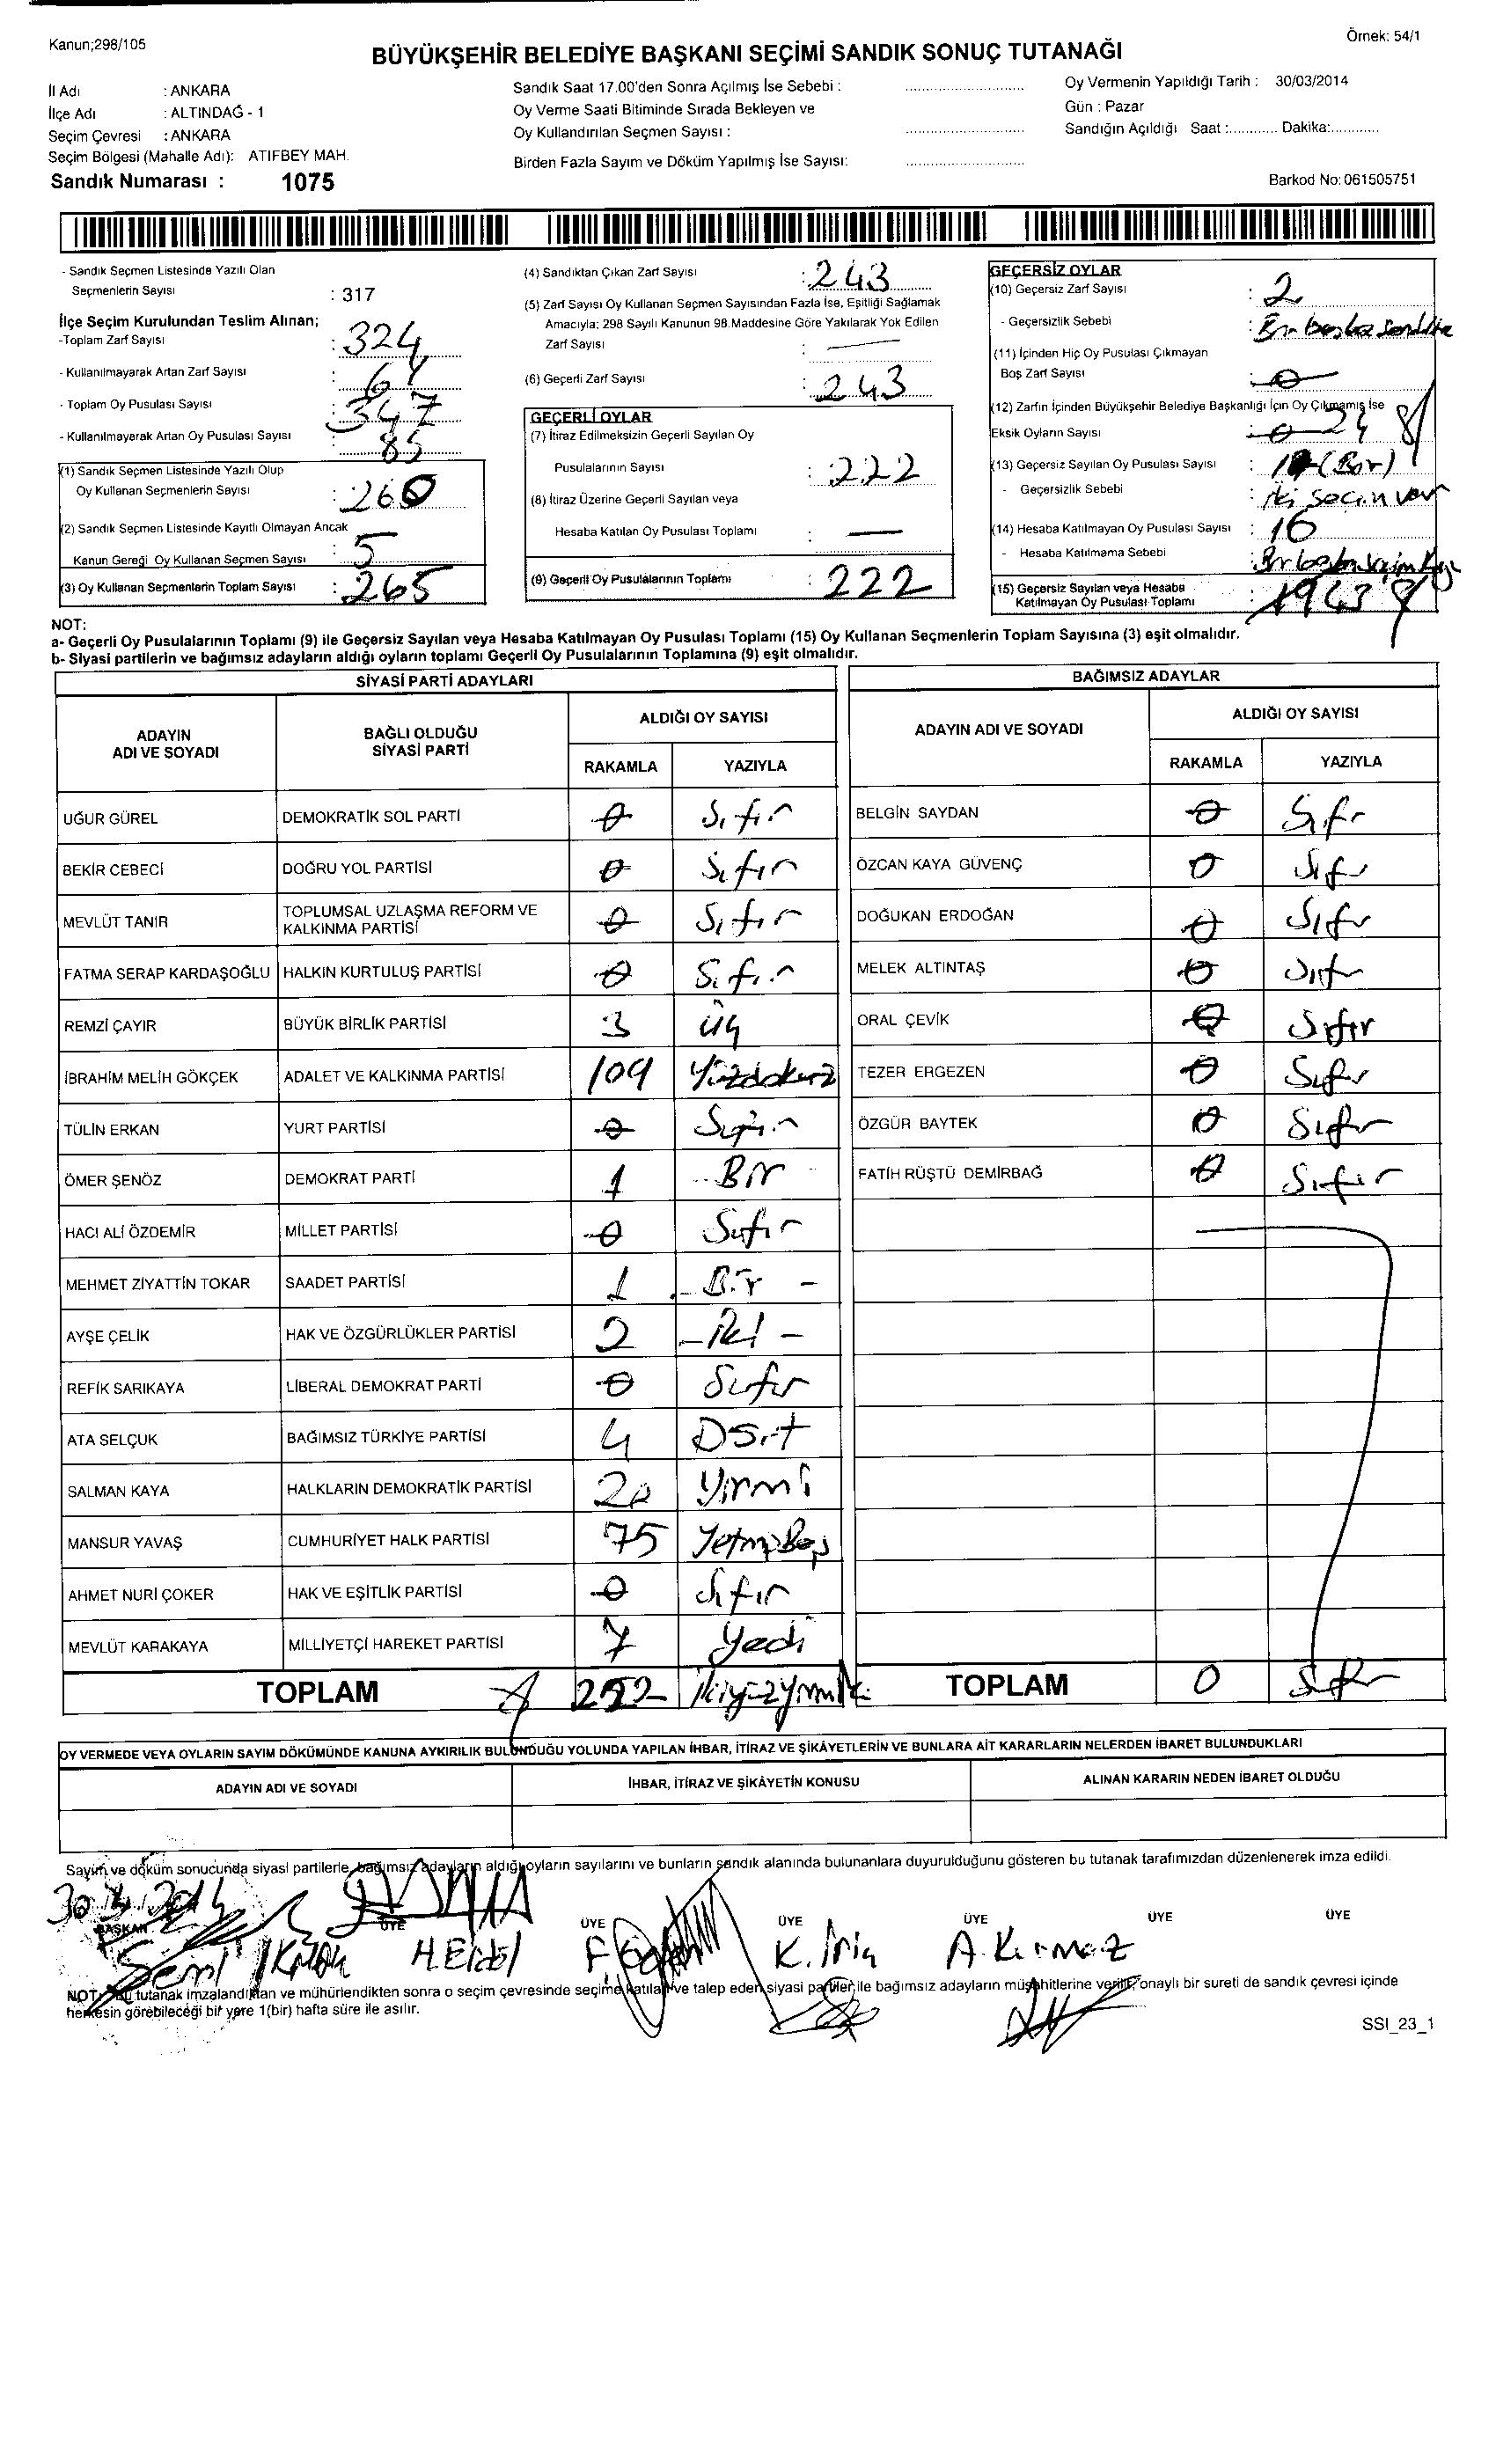 Kanun;298/105
Örnek: 54/1
BÜYÜKŞEHİR BELEDİYE BAŞKANI SEÇİMİ SANDIK SONUÇ TUTANAĞI
İl Adı : ANKARA
İlçe Adı : ALTINDAĞ - 1
Seçim Çevresi : ANKARA
Seçim Bölgesi (Mahalle Adı): ATIFBEY MAH.
Sandık Numarası : 1075
Sandık Saat 17.00'den Sonra Açılmış İse Sebebi :
Oy Verme Saati Bitiminde Sırada Bekleyen ve
Oy Kullandırılan Seçmen Sayısı :
Birden Fazla Sayım ve Döküm Yapılmış İse Sayısı:
Oy Vermenin Yapıldığı Tarih : 30/03/2014
Gün : Pazar
Sandığın Açıldığı Saat :........... Dakika:...........
Barkod No: 061505751
- Sandık Seçmen Listesinde Yazılı Olan
Seçmenlerin Sayısı : 317
İlçe Seçim Kurulundan Teslim Alınan;
-Toplam Zarf Sayısı : 324
- Kullanılmayarak Artan Zarf Sayısı :
- Toplam Oy Pusulası Sayısı : 347
- Kullanılmayarak Artan Oy Pusulası Sayısı : 85
(1) Sandık Seçmen Listesinde Yazılı Olup
Oy Kullanan Seçmenlerin Sayısı : 260
(2) Sandık Seçmen Listesinde Kayıtlı Olmayan Ancak
Kanun Gereği Oy Kullanan Seçmen Sayısı : 5
(3) Oy Kullanan Seçmenlerin Toplam Sayısı : 265
(4) Sandıktan Çıkan Zarf Sayısı : 243
(5) Zarf Sayısı Oy Kullanan Seçmen Sayısından Fazla İse, Eşitliği Sağlamak
Amacıyla; 298 Sayılı Kanunun 98.Maddesine Göre Yakılarak Yok Edilen
Zarf Sayısı : —
(6) Geçerli Zarf Sayısı : 243
GEÇERLİ OYLAR
(7) İtiraz Edilmeksizin Geçerli Sayılan Oy
Pusulalarının Sayısı : 222
(8) İtiraz Üzerine Geçerli Sayılan veya
Hesaba Katılan Oy Pusulası Toplamı : —
(9) Geçerli Oy Pusulalarının Toplamı : 222
GEÇERSİZ OYLAR
(10) Geçersiz Zarf Sayısı : 2
- Geçersizlik Sebebi :
(11) İçinden Hiç Oy Pusulası Çıkmayan
Boş Zarf Sayısı : 0
(12) Zarfın İçinden Büyükşehir Belediye Başkanlığı İçin Oy Çıkmamış İse
Eksik Oyların Sayısı :
(13) Geçersiz Sayılan Oy Pusulası Sayısı : (Bir)
- Geçersizlik Sebebi : iki seçim var
(14) Hesaba Katılmayan Oy Pusulası Sayısı : 16
- Hesaba Katılmama Sebebi :
(15) Geçersiz Sayılan veya Hesaba
Katılmayan Oy Pusulası Toplamı :
NOT:
a- Geçerli Oy Pusulalarının Toplamı (9) ile Geçersiz Sayılan veya Hesaba Katılmayan Oy Pusulası Toplamı (15) Oy Kullanan Seçmenlerin Toplam Sayısına (3) eşit olmalıdır.
b- Siyasi partilerin ve bağımsız adayların aldığı oyların toplamı Geçerli Oy Pusulalarının Toplamına (9) eşit olmalıdır.
SİYASİ PARTİ ADAYLARI
ADAYIN ADI VE SOYADI BAĞLI OLDUĞU SİYASİ PARTİ ALDIĞI OY SAYISI
RAKAMLA YAZIYLA
UĞUR GÜREL DEMOKRATİK SOL PARTİ 0 Sıfır
BEKİR CEBECİ DOĞRU YOL PARTİSİ 0 Sıfır
MEVLÜT TANIR TOPLUMSAL UZLAŞMA REFORM VE KALKINMA PARTİSİ 0 Sıfır
FATMA SERAP KARDAŞOĞLU HALKIN KURTULUŞ PARTİSİ 0 Sıfır
REMZİ ÇAYIR BÜYÜK BİRLİK PARTİSİ 3 üç
İBRAHİM MELİH GÖKÇEK ADALET VE KALKINMA PARTİSİ 109 Yüzdokuz
TÜLİN ERKAN YURT PARTİSİ 0 Sıfır
ÖMER ŞENÖZ DEMOKRAT PARTİ 1 Bir
HACI ALİ ÖZDEMİR MİLLET PARTİSİ 0 Sıfır
MEHMET ZİYATTİN TOKAR SAADET PARTİSİ 1 Bir -
AYŞE ÇELİK HAK VE ÖZGÜRLÜKLER PARTİSİ 2 - iki -
REFİK SARIKAYA LİBERAL DEMOKRAT PARTİ 0 Sıfır
ATA SELÇUK BAĞIMSIZ TÜRKİYE PARTİSİ 4 Dört
SALMAN KAYA HALKLARIN DEMOKRATİK PARTİSİ 20 Yirmi
MANSUR YAVAŞ CUMHURİYET HALK PARTİSİ 75 Yetmişbeş
AHMET NURİ ÇOKER HAK VE EŞİTLİK PARTİSİ 0 Sıfır
MEVLÜT KARAKAYA MİLLİYETÇİ HAREKET PARTİSİ 7 Yedi
TOPLAM 222 ikiyüzyirmiiki
BAĞIMSIZ ADAYLAR
ADAYIN ADI VE SOYADI ALDIĞI OY SAYISI
RAKAMLA YAZIYLA
BELGİN SAYDAN 0 Sıfır
ÖZCAN KAYA GÜVENÇ 0 Sıfır
DOĞUKAN ERDOĞAN 0 Sıfır
MELEK ALTINTAŞ 0 Sıfır
ORAL ÇEVİK 0 Sıfır
TEZER ERGEZEN 0 Sıfır
ÖZGÜR BAYTEK 0 Sıfır
FATİH RÜŞTÜ DEMİRBAĞ 0 Sıfır
TOPLAM 0 Sıfır
OY VERMEDE VEYA OYLARIN SAYIM DÖKÜMÜNDE KANUNA AYKIRILIK BULUNDUĞU YOLUNDA YAPILAN İHBAR, İTİRAZ VE ŞİKÂYETLERİN VE BUNLARA AİT KARARLARIN NELERDEN İBARET BULUNDUKLARI
ADAYIN ADI VE SOYADI İHBAR, İTİRAZ VE ŞİKÂYETİN KONUSU ALINAN KARARIN NEDEN İBARET OLDUĞU
Sayım ve döküm sonucunda siyasi partilerle bağımsız adayların aldığı oyların sayılarını ve bunların sandık alanında bulunanlara duyurulduğunu gösteren bu tutanak tarafımızdan düzenlenerek imza edildi.
BAŞKAN ÜYE ÜYE ÜYE ÜYE ÜYE ÜYE
A. Kırmaz
NOT: Bu tutanak imzalandıktan ve mühürlendikten sonra o seçim çevresinde seçime katılan ve talep eden siyasi partiler ile bağımsız adayların müşahitlerine verilir, onaylı bir sureti de sandık çevresi içinde
herkesin görebileceği bir yere 1(bir) hafta süre ile asılır.
SSI_23_1